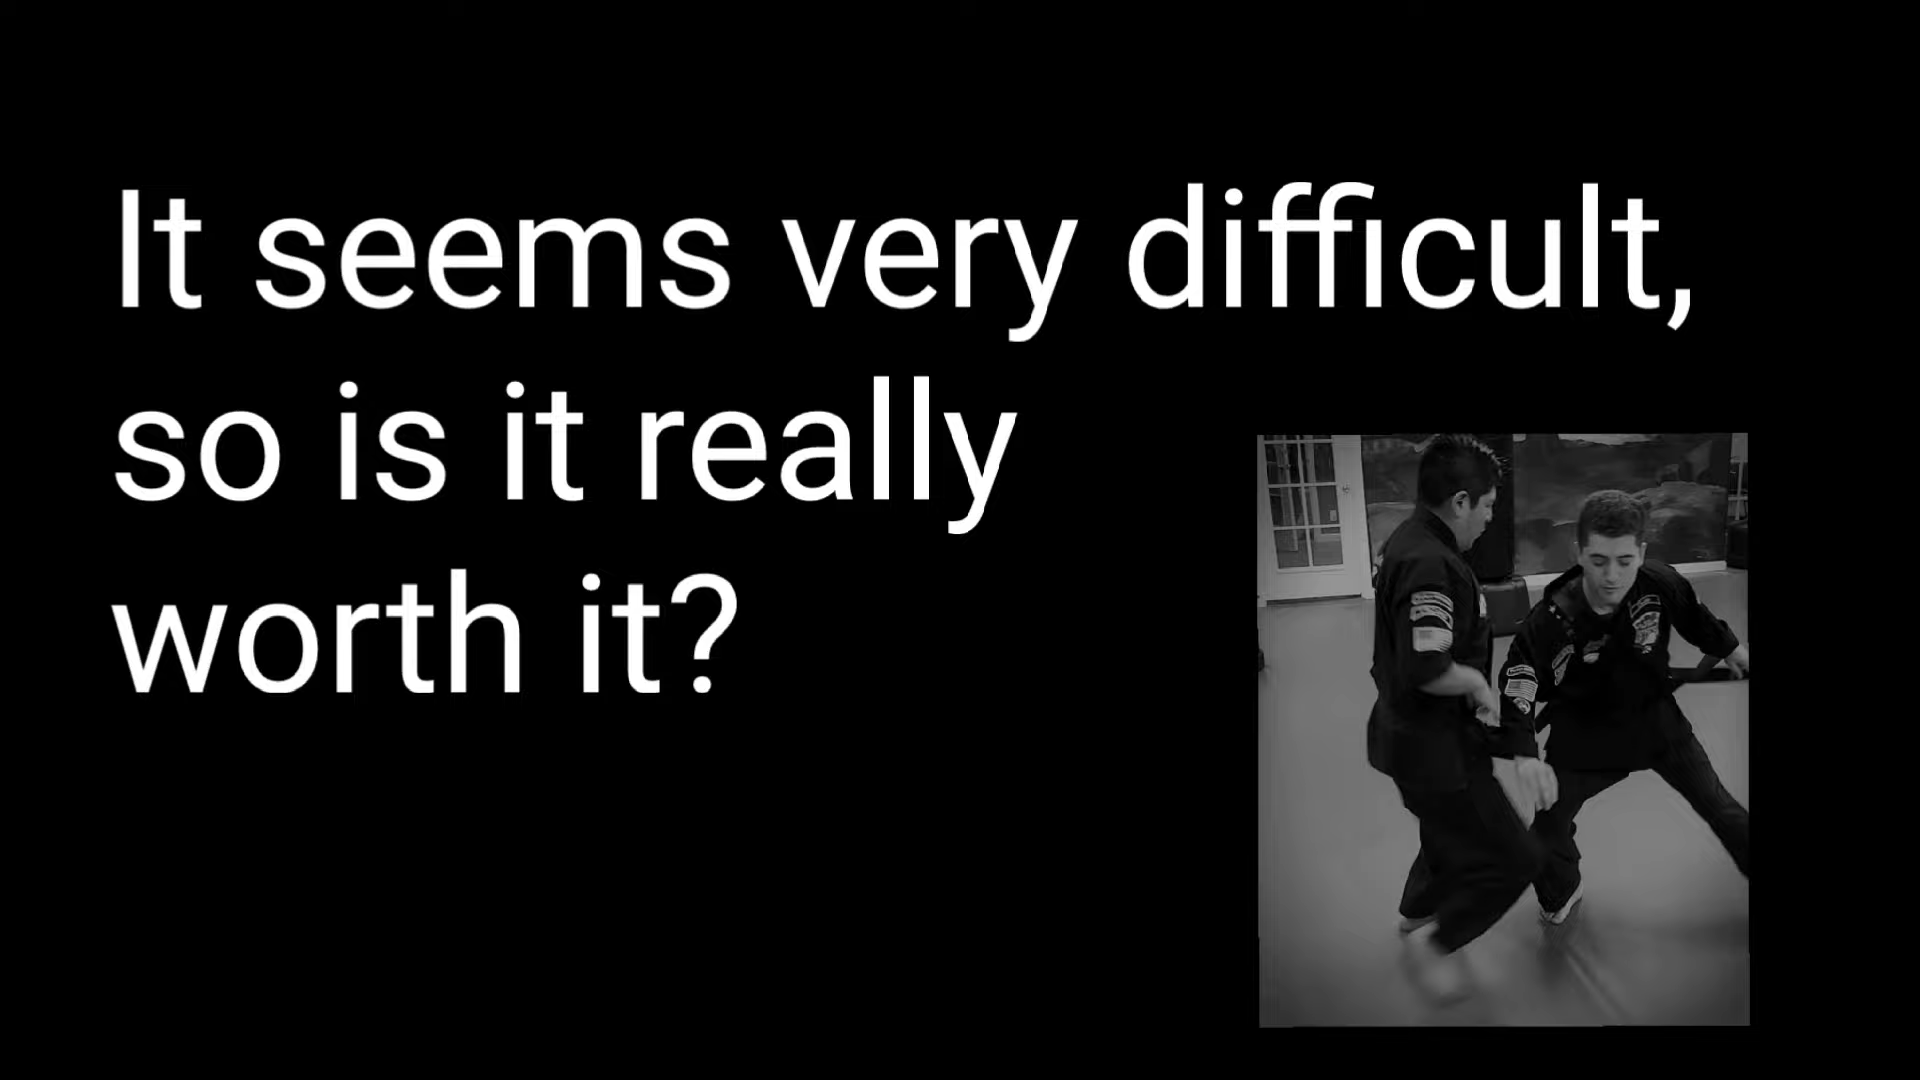 It seems very difficult,
so is it really
worth it?